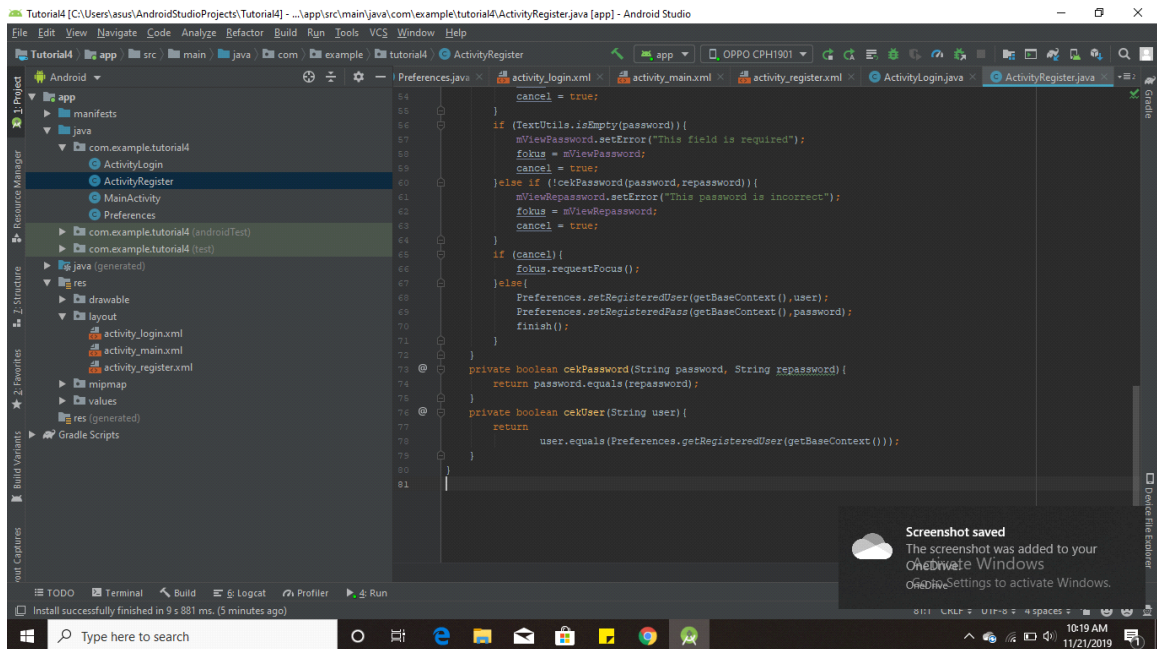 Tutorial4 [C:\Users\asus\AndroidStudioProjects\Tutorial4] - ...\app\src\main\java\com\example\tutorial4\ActivityRegister.java [app] - Android Studio
File Edit View Navigate Code Analyze Refactor Build Run Tools VCS Window Help
Tutorial4 app src main java com example tutorial4 ActivityRegister
app OPPO CPH1901
Android
Preferences.java activity_login.xml activity_main.xml activity_register.xml ActivityLogin.java ActivityRegister.java
1: Project
Resource Manager
7: Structure
2: Favorites
Build Variants
out Captures
app
manifests
java
com.example.tutorial4
ActivityLogin
ActivityRegister
MainActivity
Preferences
com.example.tutorial4 (androidTest)
com.example.tutorial4 (test)
java (generated)
res
drawable
layout
activity_login.xml
activity_main.xml
activity_register.xml
mipmap
values
res (generated)
Gradle Scripts
54 cancel = true;
55 }
56 if (TextUtils.isEmpty(password)){
57 mViewPassword.setError("This field is required");
58 fokus = mViewPassword;
59 cancel = true;
60 }else if (!cekPassword(password,repassword)){
61 mViewRepassword.setError("This password is incorrect");
62 fokus = mViewRepassword;
63 cancel = true;
64 }
65 if (cancel){
66 fokus.requestFocus();
67 }else{
68 Preferences.setRegisteredUser(getBaseContext(),user);
69 Preferences.setRegisteredPass(getBaseContext(),password);
70 finish();
71 }
72 }
73 @ private boolean cekPassword(String password, String repassword){
74 return password.equals(repassword);
75 }
76 @ private boolean cekUser(String user){
77 return
78 user.equals(Preferences.getRegisteredUser(getBaseContext()));
79 }
80 }
81
Gradle
Device File Explorer
Screenshot saved
The screenshot was added to your
OneDrive.
OneDrive
Activate Windows
Go to Settings to activate Windows.
TODO Terminal Build 6: Logcat Profiler 4: Run
Install successfully finished in 9 s 881 ms. (5 minutes ago)
81:1 CRLF UTF-8 4 spaces
Type here to search
10:19 AM
11/21/2019
1